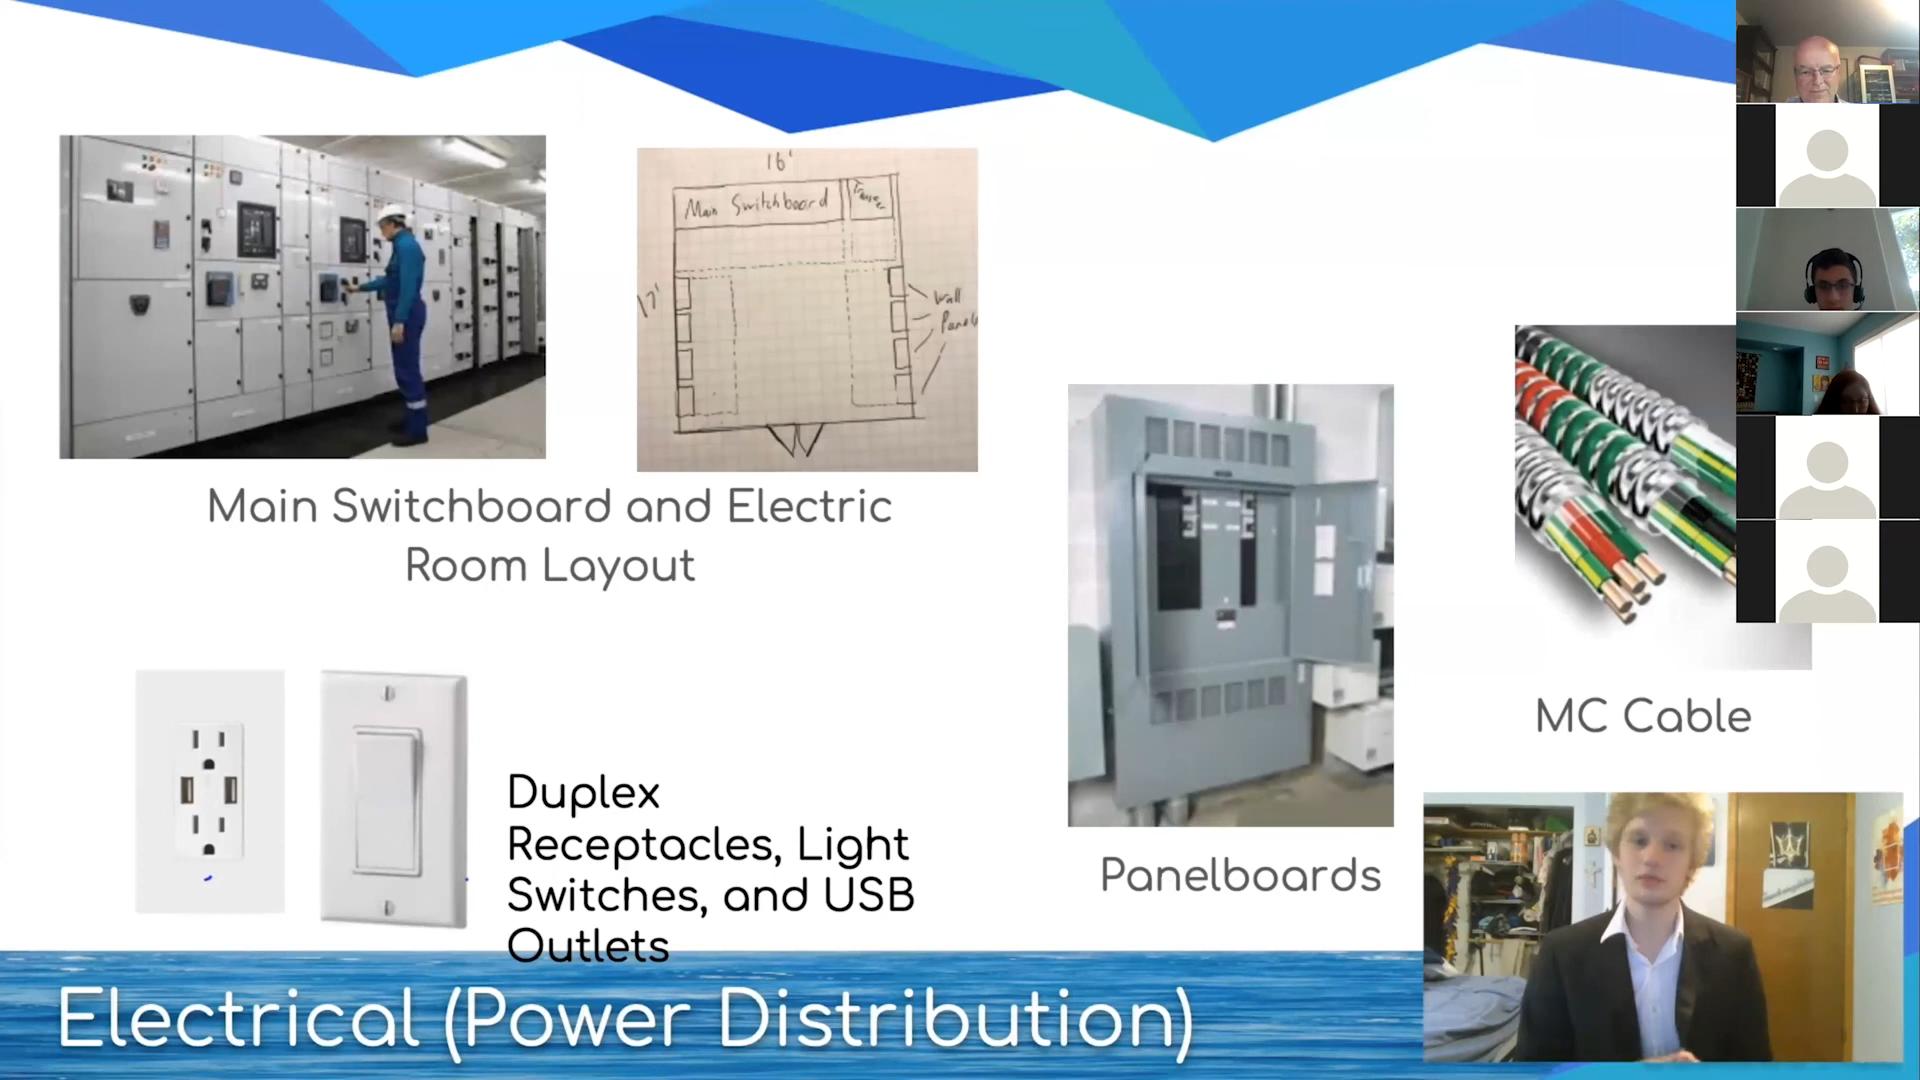 16'
Main Switchboard
17'
Wall
Main Switchboard and Electric
Room Layout
MC Cable
Duplex
Receptacles, Light
Switches, and USB
Outlets
Panelboards
Electrical (Power Distribution)